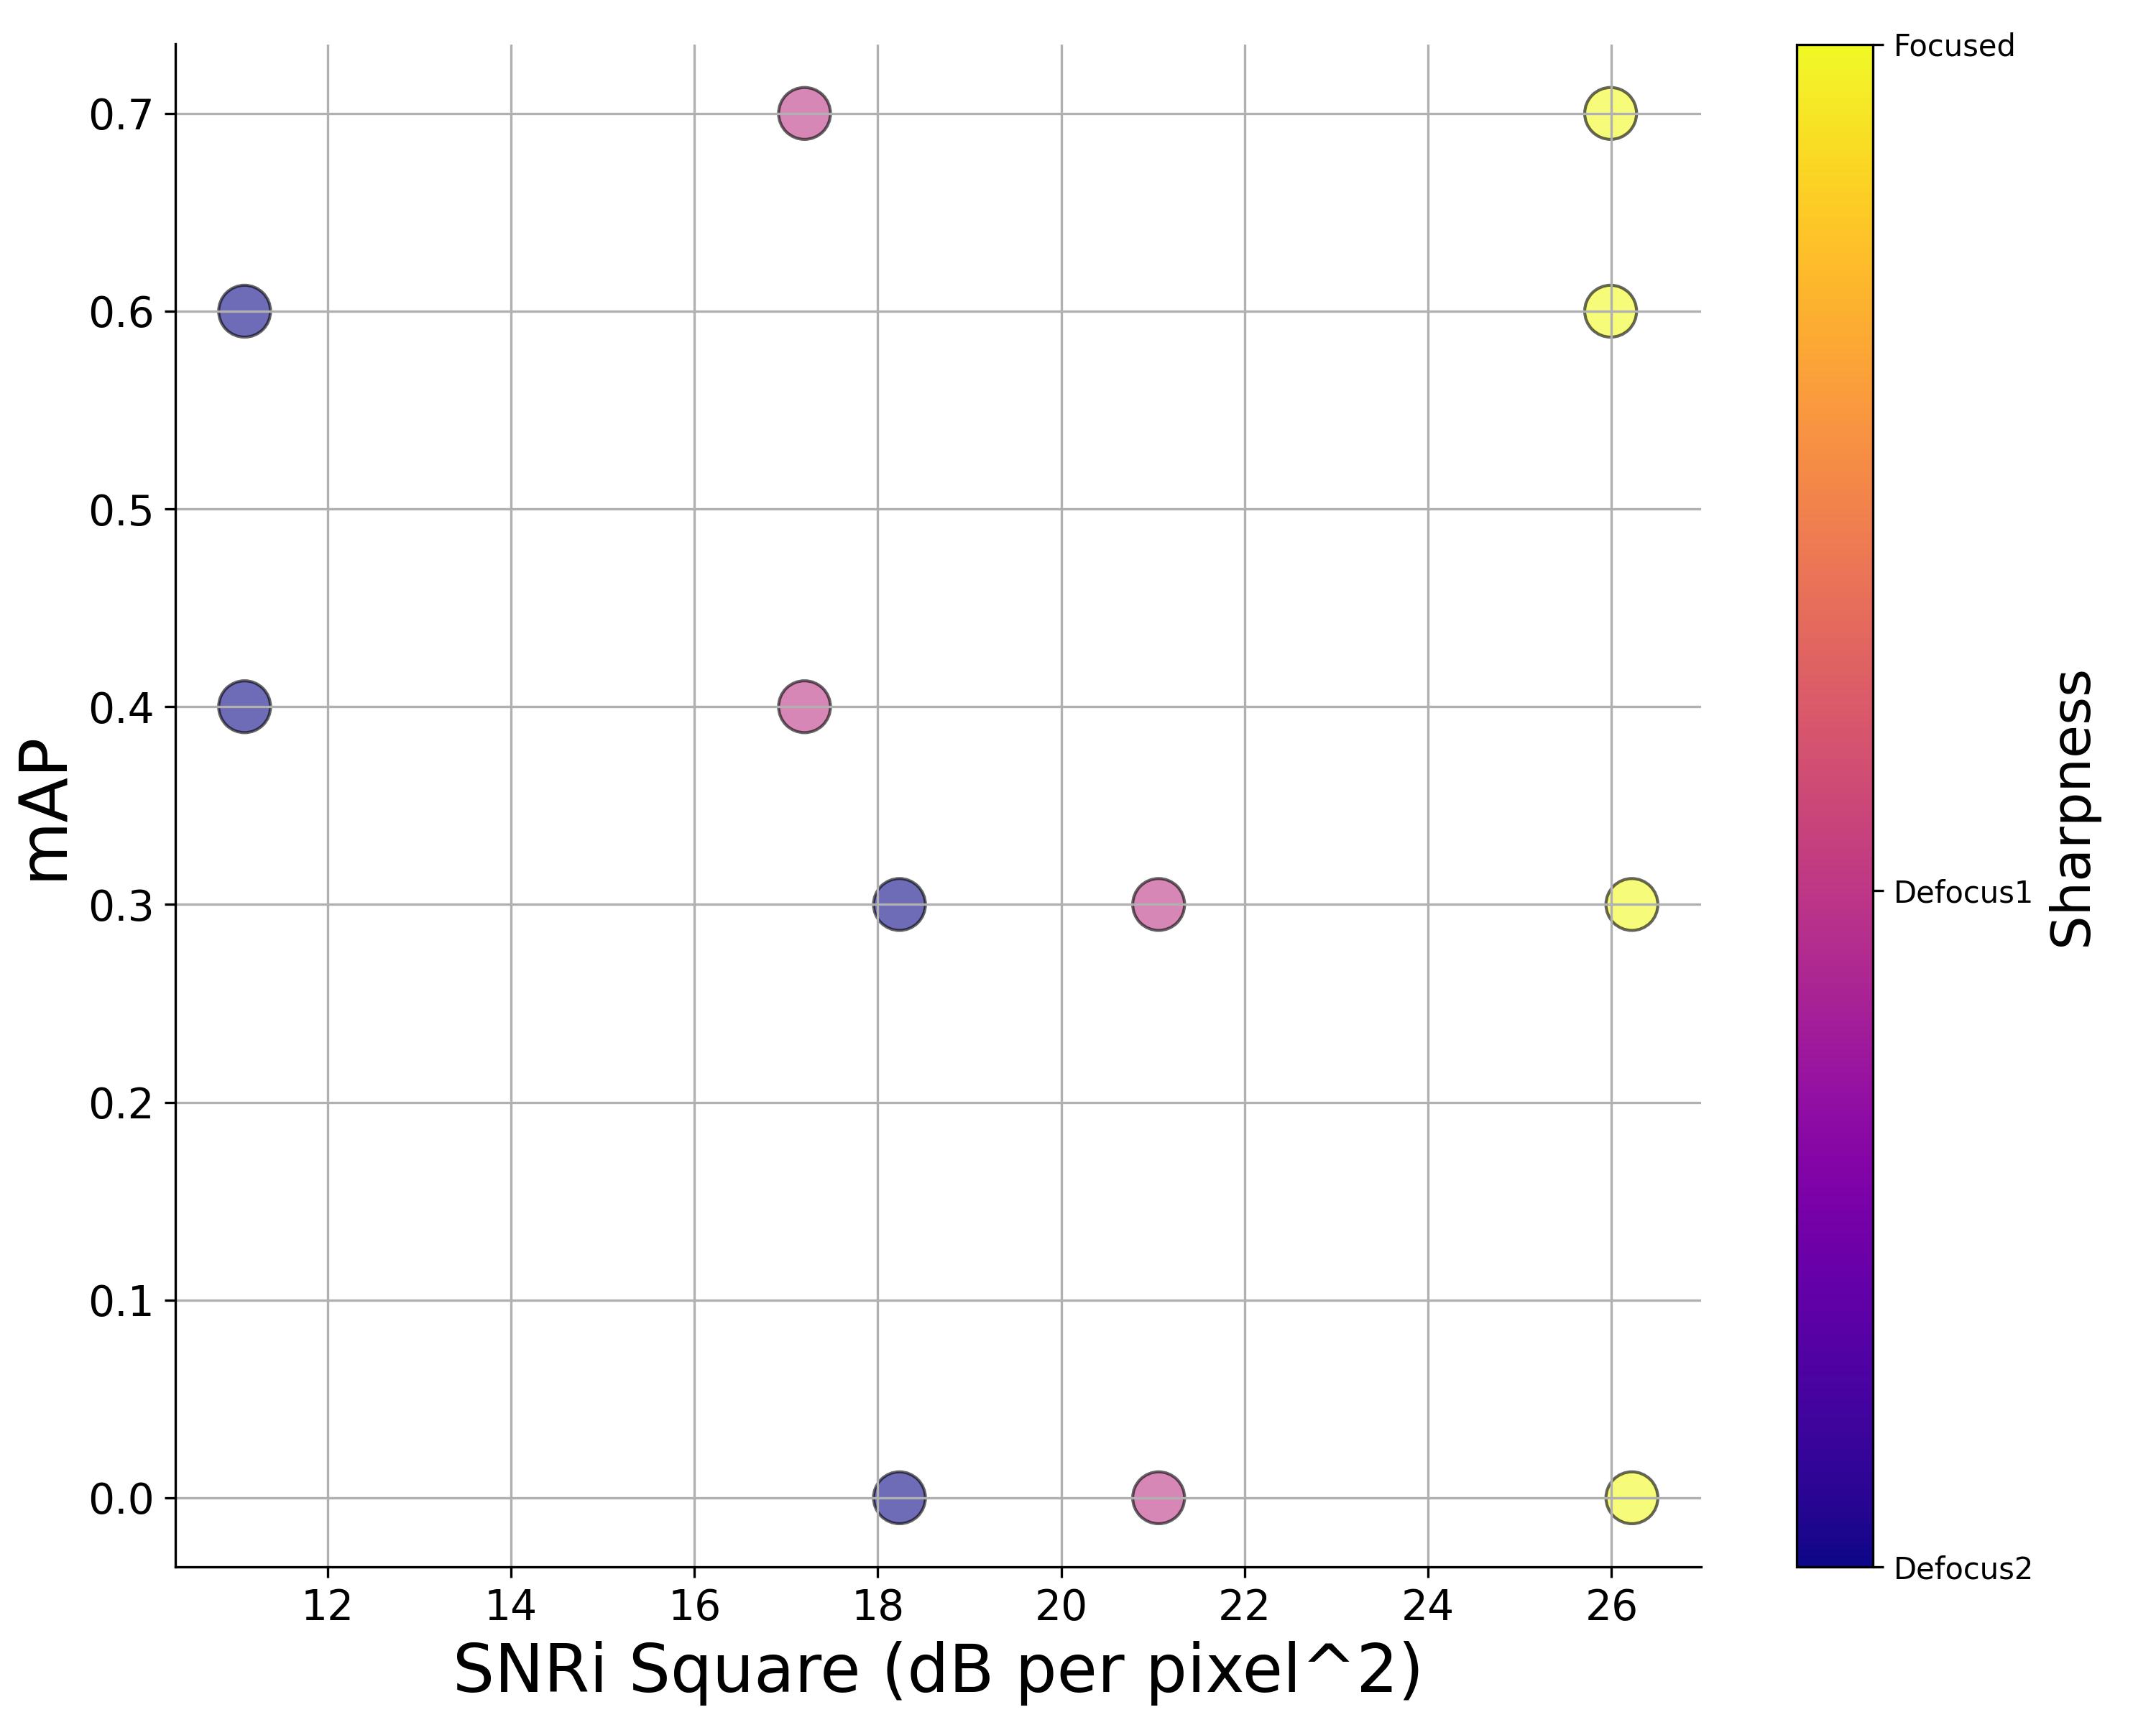 mAP
0.7
0.6
0.5
0.4
0.3
0.2
0.1
0.0
12 14 16 18 20 22 24 26
SNRi Square (dB per pixel^2)
Focused
Defocus1
Defocus2
Sharpness